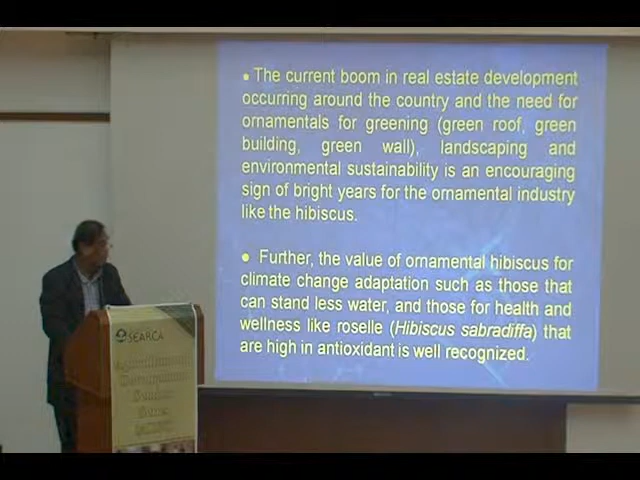 • The current boom in real estate development
occurring around the country and the need for
ornamentals for greening (green roof, green
building, green wall), landscaping and
environmental sustainability is an encouraging
sign of bright years for the ornamental industry
like the hibiscus.
• Further, the value of ornamental hibiscus for
climate change adaptation such as those that
can stand less water, and those for health and
wellness like roselle (Hibiscus sabradiffa) that
are high in antioxidant is well recognized.
SEARCA